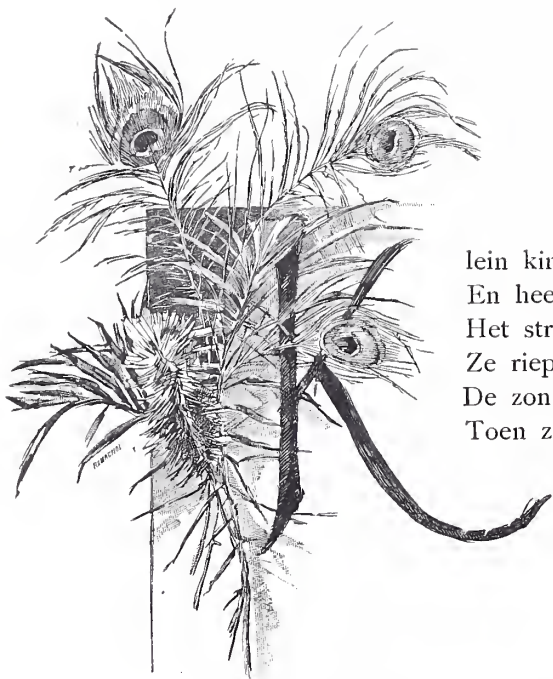 K
lein kin
En hee
Het str
Ze riep
De zon
Toen z